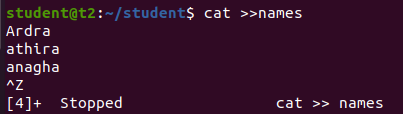 student@t2:~/student$ cat >>names
Ardra
athira
anagha
^Z
[4]+  Stopped                 cat >> names